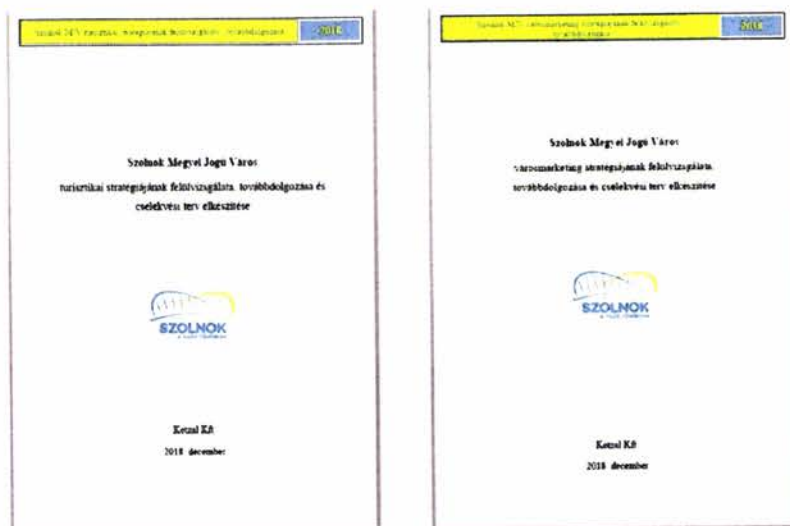 2018
Szolnok Megyei Jogú Város
turisztikai stratégiájának felülvizsgálata, továbbdolgozása és
cselekvési terv elkészítése
SZOLNOK
Ketzal Kft
2018 december
2018
Szolnok Megyei Jogú Város
városmarketing stratégiájának felülvizsgálata,
továbbdolgozása és cselekvési terv elkészítése
SZOLNOK
Ketzal Kft
2018 december